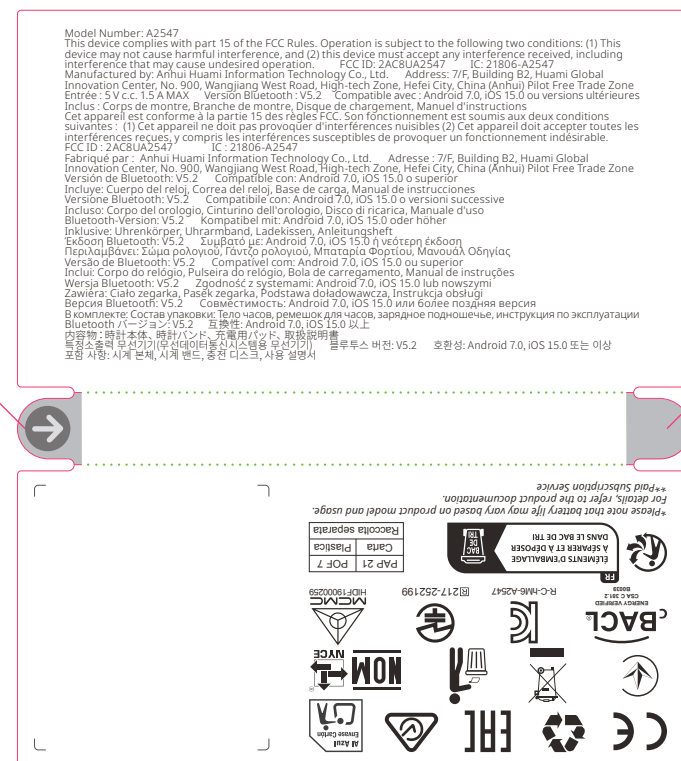 Model Number: A2547
This device complies with part 15 of the FCC Rules. Operation is subject to the following two conditions: (1) This
device may not cause harmful interference, and (2) this device must accept any interference received, including
interference that may cause undesired operation. FCC ID: 2AC8UA2547 IC: 21806-A2547
Manufactured by: Anhui Huami Information Technology Co., Ltd. Address: 7/F, Building B2, Huami Global
Innovation Center, No. 900, Wangjiang West Road, High-tech Zone, Hefei City, China (Anhui) Pilot Free Trade Zone
Entrée : 5 V c.c. 1.5 A MAX Version Bluetooth : V5.2 Compatible avec : Android 7.0, iOS 15.0 ou versions ultérieures
Inclus : Corps de montre, Branche de montre, Disque de chargement, Manuel d'instructions
Cet appareil est conforme à la partie 15 des règles FCC. Son fonctionnement est soumis aux deux conditions
suivantes : (1) Cet appareil ne doit pas provoquer d'interférences nuisibles (2) Cet appareil doit accepter toutes les
interférences reçues, y compris les interférences susceptibles de provoquer un fonctionnement indésirable.
FCC ID : 2AC8UA2547 IC : 21806-A2547
Fabriqué par : Anhui Huami Information Technology Co., Ltd. Adresse : 7/F, Building B2, Huami Global
Innovation Center, No. 900, Wangjiang West Road, High-tech Zone, Hefei City, China (Anhui) Pilot Free Trade Zone
Versión de Bluetooth: V5.2 Compatible con: Android 7.0, iOS 15.0 o superior
Incluye: Cuerpo del reloj, Correa del reloj, Base de carga, Manual de instrucciones
Versione Bluetooth: V5.2 Compatibile con: Android 7.0, iOS 15.0 o versioni successive
Incluso: Corpo del orologio, Cinturino dell'orologio, Disco di ricarica, Manuale d'uso
Bluetooth-Version: V5.2 Kompatibel mit: Android 7.0, iOS 15.0 oder höher
Inklusive: Uhrenkörper, Uhrarmband, Ladekissen, Anleitungsheft
Έκδοση Bluetooth: V5.2 Συμβατό με: Android 7.0, iOS 15.0 ή νεότερη έκδοση
Περιλαμβάνει: Σώμα ρολογιού, Γάντζο ρολογιού, Μπαταρία Φορτίου, Μανουάλ Οδηγίας
Versão de Bluetooth: V5.2 Compatível com: Android 7.0, iOS 15.0 ou superior
Inclui: Corpo do relógio, Pulseira do relógio, Bola de carregamento, Manual de instruções
Wersja Bluetooth: V5.2 Zgodność z systemami: Android 7.0, iOS 15.0 lub nowszymi
Zawiera: Ciało zegarka, Pasek zegarka, Podstawa doładowawcza, Instrukcja obsługi
Версия Bluetooth: V5.2 Совместимость: Android 7.0, iOS 15.0 или более поздняя версия
В комплекте: Состав упаковки: Тело часов, ремешок для часов, зарядное подношечье, инструкция по эксплуатации
Bluetooth バージョン: V5.2 互換性: Android 7.0, iOS 15.0 以上
内容物：時計本体、時計バンド、充電用パッド、取扱説明書
특정소출력 무선기기(무선데이터통신시스템용 무선기기) 블루투스 버전: V5.2 호환성: Android 7.0, iOS 15.0 또는 이상
포함 사항: 시계 본체, 시계 밴드, 충전 디스크, 사용 설명서
CE
EAC
Al Azul
Envase Cartón
NOM
NYCE
BACL
ENERGY VERIFIED
CSA C 381.2
B0039
R-C-hM6-A2547
R 217-252199
MCMC
HIDF19000259
FR
ÉLÉMENTS D'EMBALLAGE
À SÉPARER ET À DÉPOSER
DANS LE BAC DE TRI
BAC
DE
TRI
PAP 21 POF 7
Carta Plastica
Raccolta separata
*Please note that battery life may vary based on product model and usage.
For details, refer to the product documentation.
**Paid Subscription Service